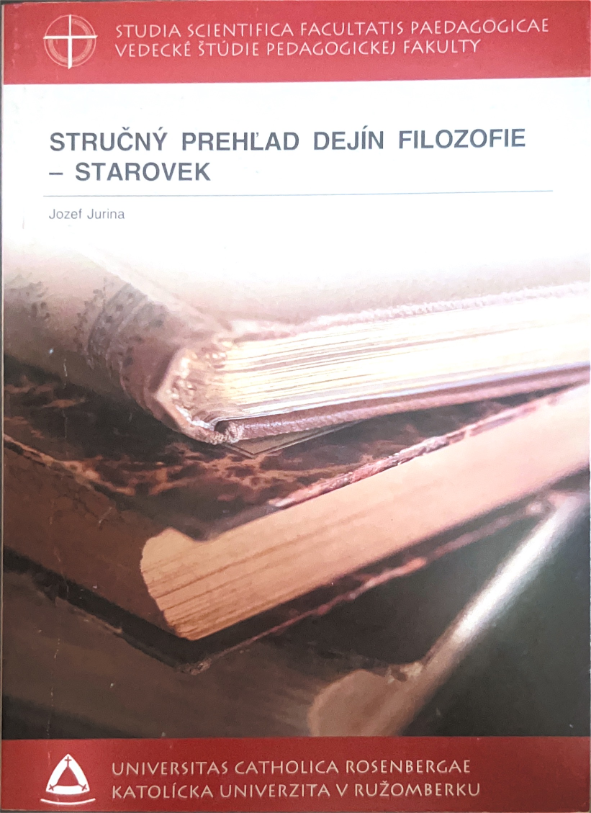 STUDIA SCIENTIFICA FACULTATIS PAEDAGOGICAE
VEDECKÉ ŠTÚDIE PEDAGOGICKEJ FAKULTY
STRUČNÝ PREHĽAD DEJÍN FILOZOFIE
– STAROVEK
Jozef Jurina
UNIVERSITAS CATHOLICA ROSENBERGAE
KATOLÍCKA UNIVERZITA V RUŽOMBERKU